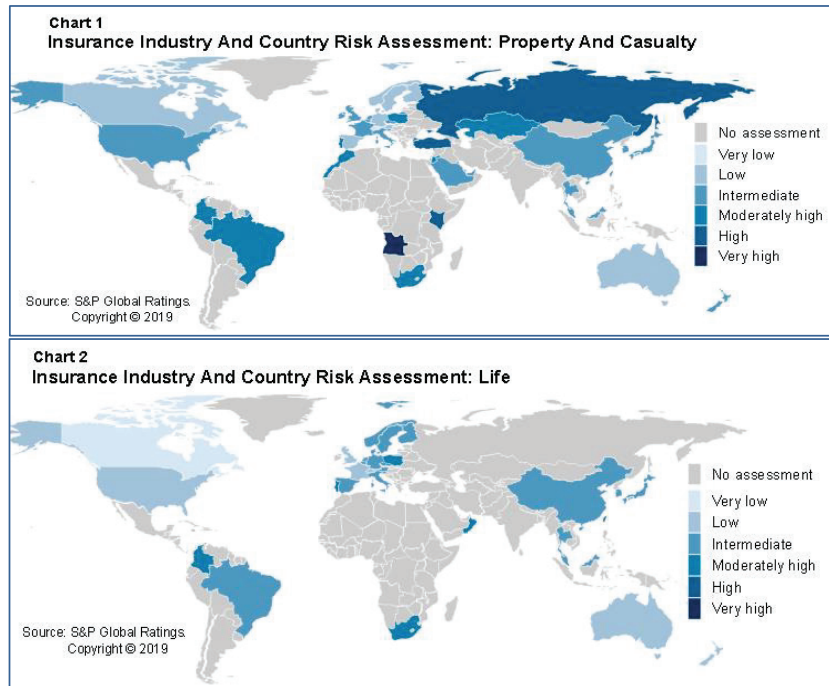 Chart 1
Insurance Industry And Country Risk Assessment: Property And Casualty
No assessment
Very low
Low
Intermediate
Moderately high
High
Very high
Source: S&P Global Ratings.
Copyright © 2019
Chart 2
Insurance Industry And Country Risk Assessment: Life
No assessment
Very low
Low
Intermediate
Moderately high
High
Very high
Source: S&P Global Ratings.
Copyright © 2019